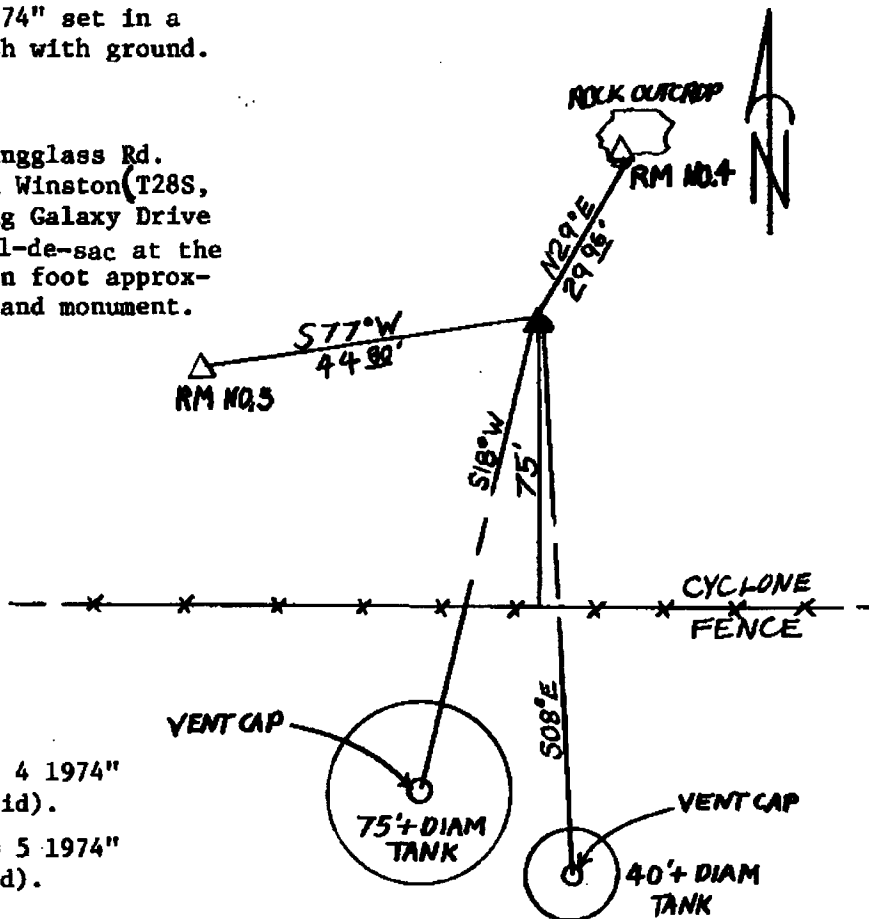 74" set in a
h with ground.
ngglass Rd.
Winston(T28S,
g Galaxy Drive
l-de-sac at the
n foot approx-
and monument.
ROCK OUTCROP
RM NO.4
N
N29°E
29 96'
S77°W
44 80'
RM NO.5
S18°W
75'
CYCLONE
FENCE
S08°E
VENT CAP
4 1974"
id).
75'+ DIAM
TANK
VENT CAP
5 1974"
d).
40'+ DIAM
TANK